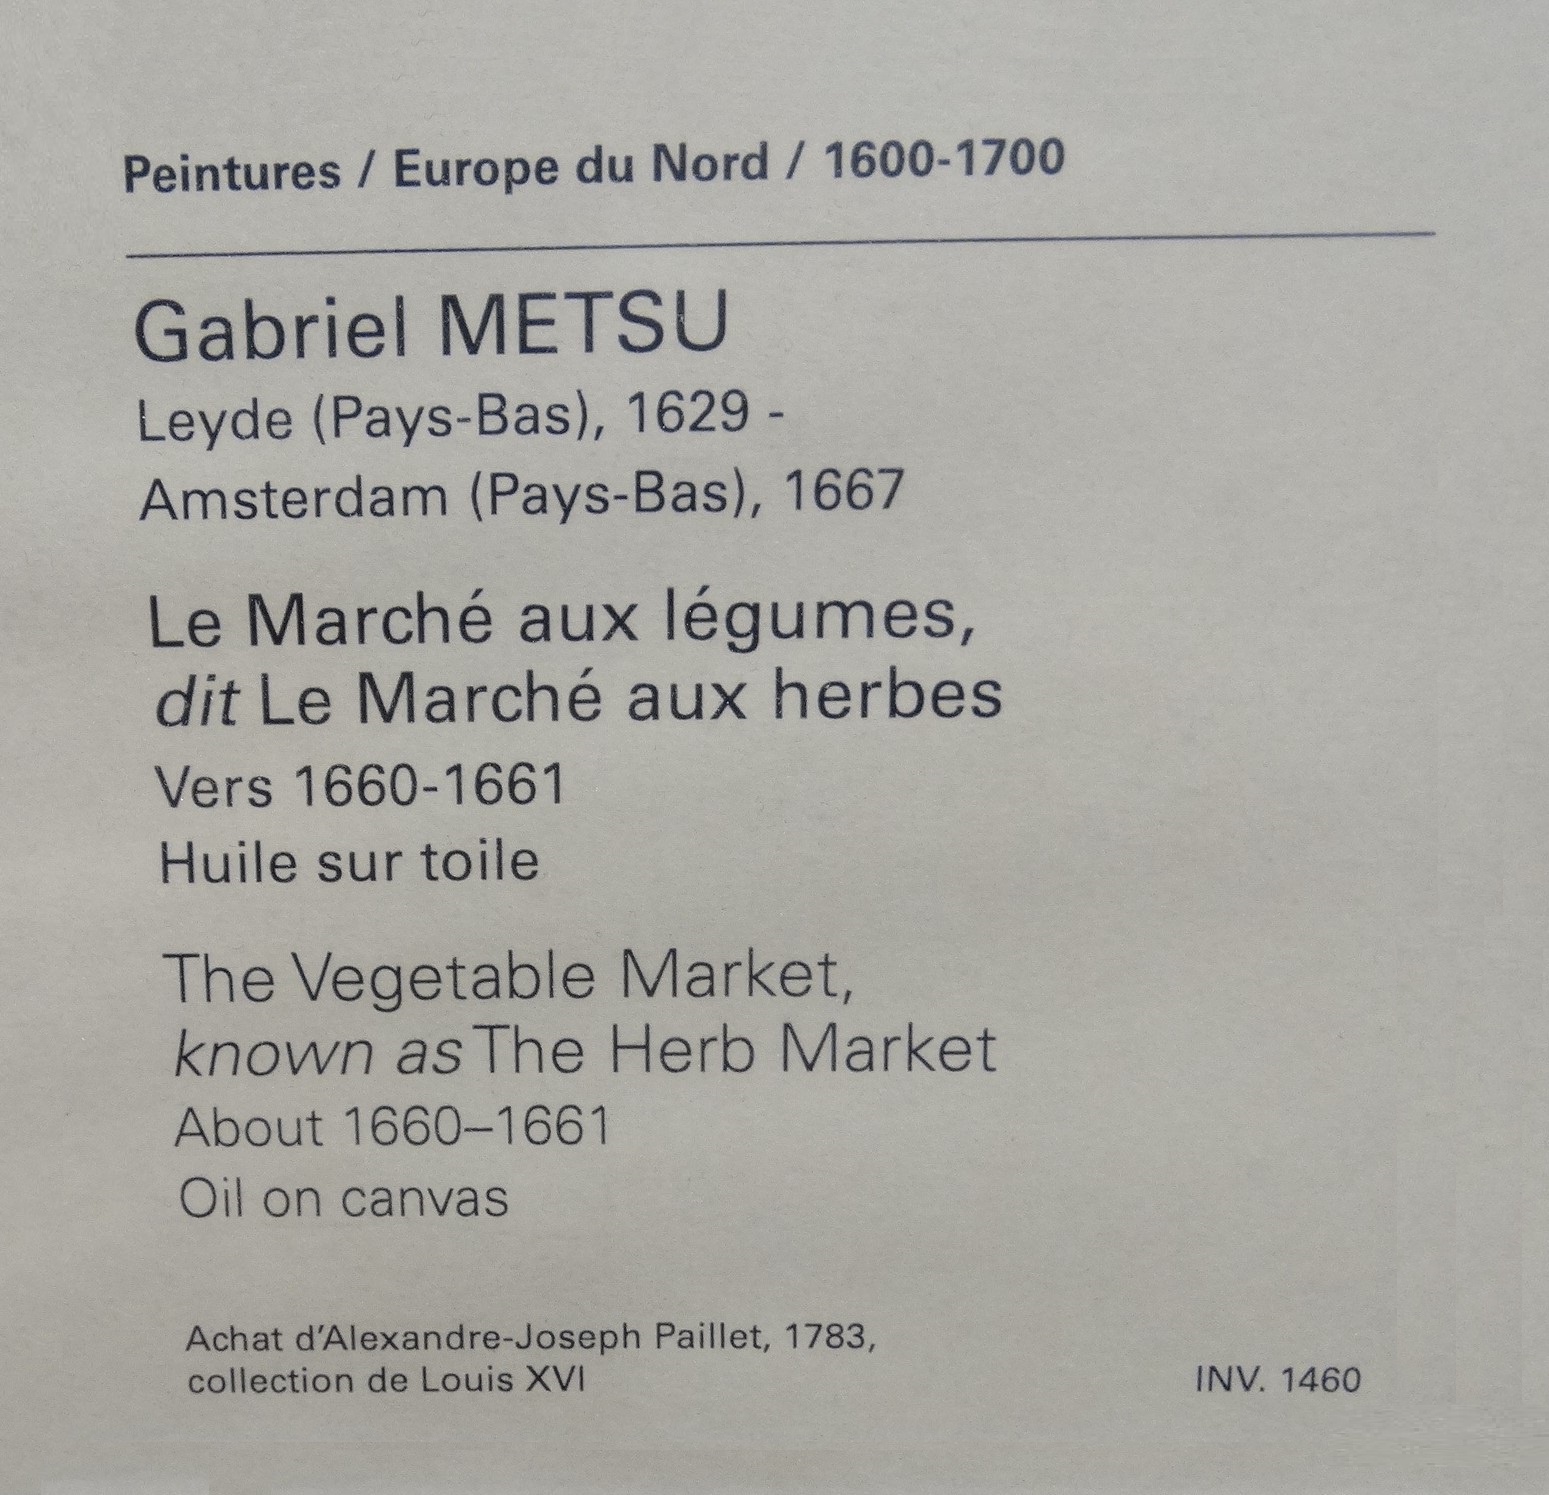 Peintures / Europe du Nord / 1600-1700
Gabriel METSU
Leyde (Pays-Bas), 1629 -
Amsterdam (Pays-Bas), 1667
Le Marché aux légumes,
dit Le Marché aux herbes
Vers 1660-1661
Huile sur toile
The Vegetable Market,
known as The Herb Market
About 1660–1661
Oil on canvas
Achat d'Alexandre-Joseph Paillet, 1783,
collection de Louis XVI
INV. 1460